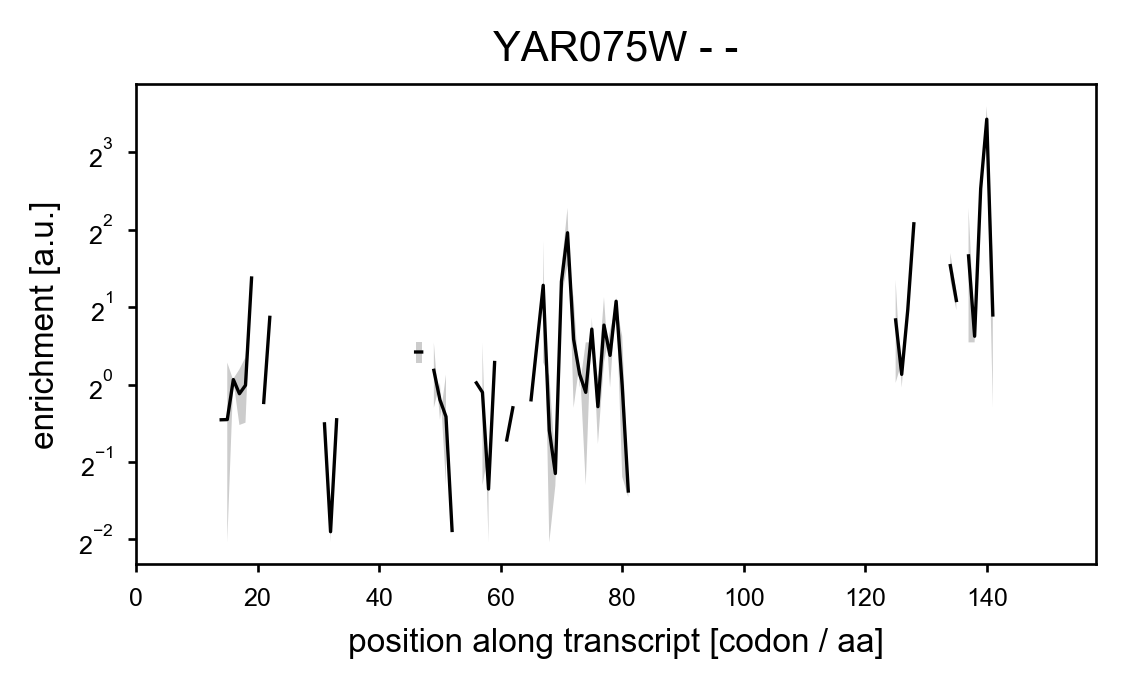 YAR075W - -
enrichment [a.u.]
2³
2²
2¹
2⁰
2⁻¹
2⁻²
0 20 40 60 80 100 120 140
position along transcript [codon / aa]